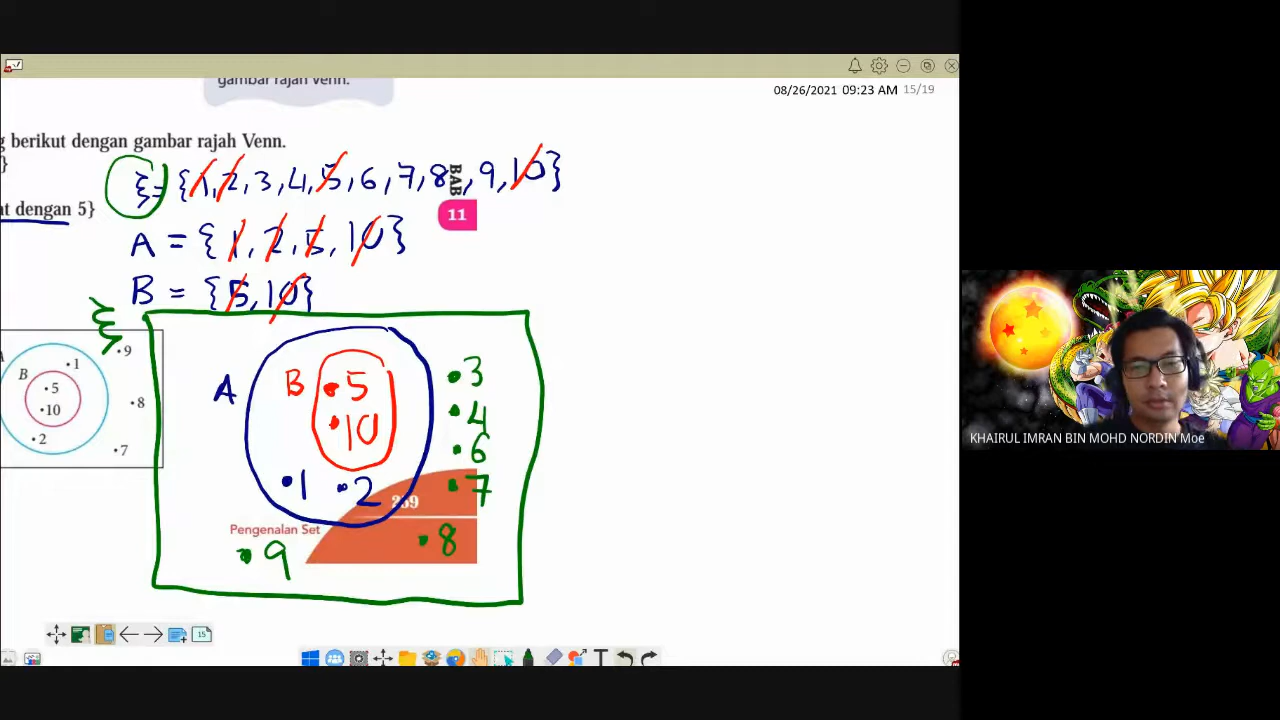 gambar rajah Venn.
08/26/2021 09:23 AM 15/19
g berikut dengan gambar rajah Venn.
}
ξ = {1, 2, 3, 4, 5, 6, 7, 8, 9, 10}
BAB
11
at dengan 5}
A = {1, 2, 5, 10}
B = {5, 10}
ξ
A
B
•5
•10
•1
•2
•9
•8
•7
A
B
•5
•10
•1 •2
•3
•4
•6
•7
•8
•9
259
Pengenalan Set
15
T
KHAIRUL IMRAN BIN MOHD NORDIN Moe